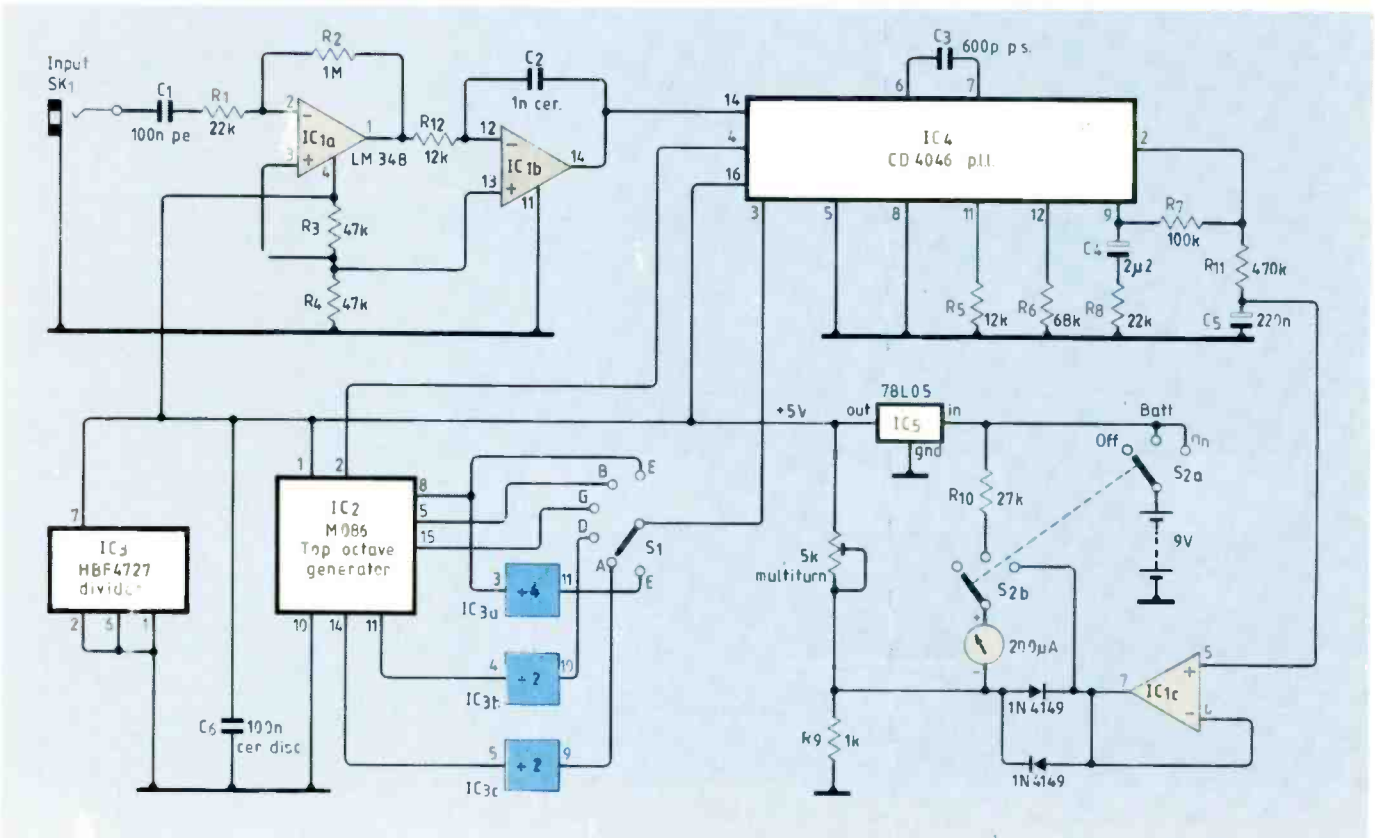 Input
SK1
C1
100n pe
R1
22k
R2
1M
2
3
4
1
IC1a
LM 348
R12
12k
C2
1n cer.
12
13
14
11
IC1b
R3
47k
R4
47k
C3
600p p.s.
6
7
14
4
16
3
5
8
11
12
9
2
IC4
CD 4046 p.l.l.
R7
100k
C4
2µ2
R8
22k
R5
12k
R6
68k
R11
470k
C5
220n
+5V
78L05
out
IC5
in
gnd
Batt
Off
On
S2a
9V
R10
27k
S2b
5k
multiturn
+
200µA
-
R9
1k
1N4149
1N4149
7
IC1c
5
+
-
7
IC3
HBF4727
divider
2
1
C6
100n
cer disc
1
2
IC2
M086
Top octave
generator
8
5
15
10
14
11
B
E
G
D
A
E
S1
3
÷4
11
IC3a
4
÷2
10
IC3b
5
÷2
9
IC3c